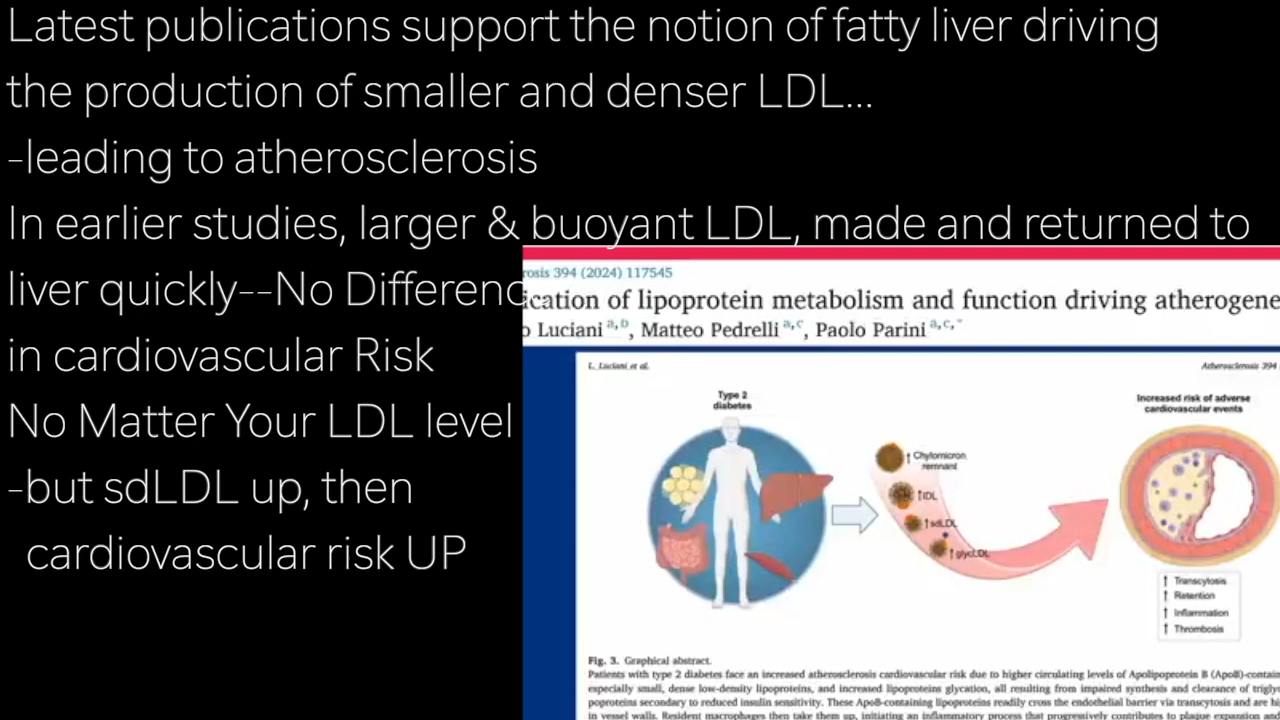 Latest publications support the notion of fatty liver driving
the production of smaller and denser LDL...
-leading to atherosclerosis
In earlier studies, larger & buoyant LDL, made and returned to
liver quickly--No Differenc
in cardiovascular Risk
No Matter Your LDL level
-but sdLDL up, then
cardiovascular risk UP
rosis 394 (2024) 117545
ication of lipoprotein metabolism and function driving atherogene
o Luciani a,b, Matteo Pedrelli a,c, Paolo Parini a,c,*
L. Luciani et al.
Atherosclerosis 394
Type 2
diabetes
↑ Chylomicron
remnant
↑IDL
↑sdLDL
↑glycLDL
Increased risk of adverse
cardiovascular events
↑ Transcytosis
↑ Retention
↑ Inflammation
↑ Thrombosis
Fig. 3. Graphical abstract.
Patients with type 2 diabetes face an increased atherosclerosis cardiovascular risk due to higher circulating levels of Apolipoprotein B (ApoB)-contain
especially small, dense low-density lipoproteins, and increased lipoproteins glycation, all resulting from impaired synthesis and clearance of triglyc
poproteins secondary to reduced insulin sensitivity. These ApoB-containing lipoproteins readily cross the endothelial barrier via transcytosis and are
in vessel walls. Resident macrophages then take them up, initiating an inflammatory process that progressively contributes to plaque expansion